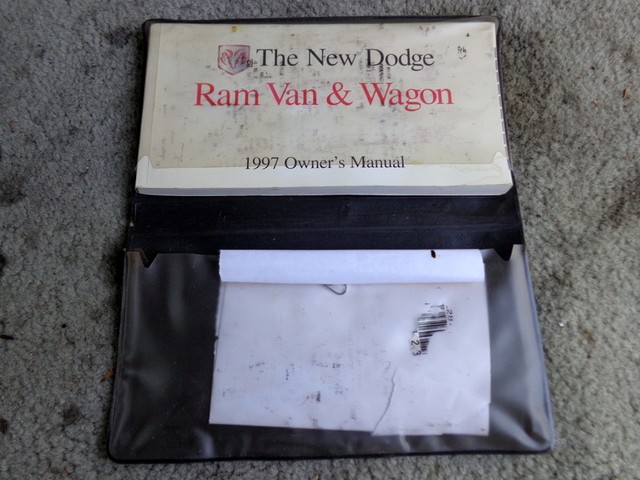 The New Dodge
Ram Van & Wagon
1997 Owner's Manual